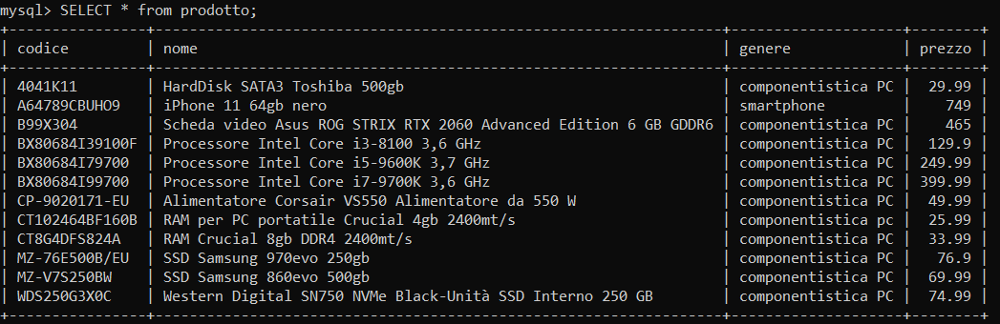 mysql> SELECT * from prodotto;
+---------------+----------------------------------------------------------+------------------+--------+
| codice | nome | genere | prezzo |
+---------------+----------------------------------------------------------+------------------+--------+
| 4041K11 | HardDisk SATA3 Toshiba 500gb | componentistica PC | 29.99 |
| A64789CBUHO9 | iPhone 11 64gb nero | smartphone | 749 |
| B99X304 | Scheda video Asus ROG STRIX RTX 2060 Advanced Edition 6 GB GDDR6 | componentistica PC | 465 |
| BX80684I39100F | Processore Intel Core i3-8100 3,6 GHz | componentistica PC | 129.9 |
| BX80684I79700 | Processore Intel Core i5-9600K 3,7 GHz | componentistica PC | 249.99 |
| BX80684I99700 | Processore Intel Core i7-9700K 3,6 GHz | componentistica PC | 399.99 |
| CP-9020171-EU | Alimentatore Corsair VS550 Alimentatore da 550 W | componentistica PC | 49.99 |
| CT102464BF160B | RAM per PC portatile Crucial 4gb 2400mt/s | componentistica pc | 25.99 |
| CT8G4DFS824A | RAM Crucial 8gb DDR4 2400mt/s | componentistica PC | 33.99 |
| MZ-76E500B/EU | SSD Samsung 970evo 250gb | componentistica PC | 76.9 |
| MZ-V7S250BW | SSD Samsung 860evo 500gb | componentistica PC | 69.99 |
| WDS250G3X0C | Western Digital SN750 NVMe Black-Unità SSD Interno 250 GB | componentistica PC | 74.99 |
+---------------+----------------------------------------------------------+------------------+--------+